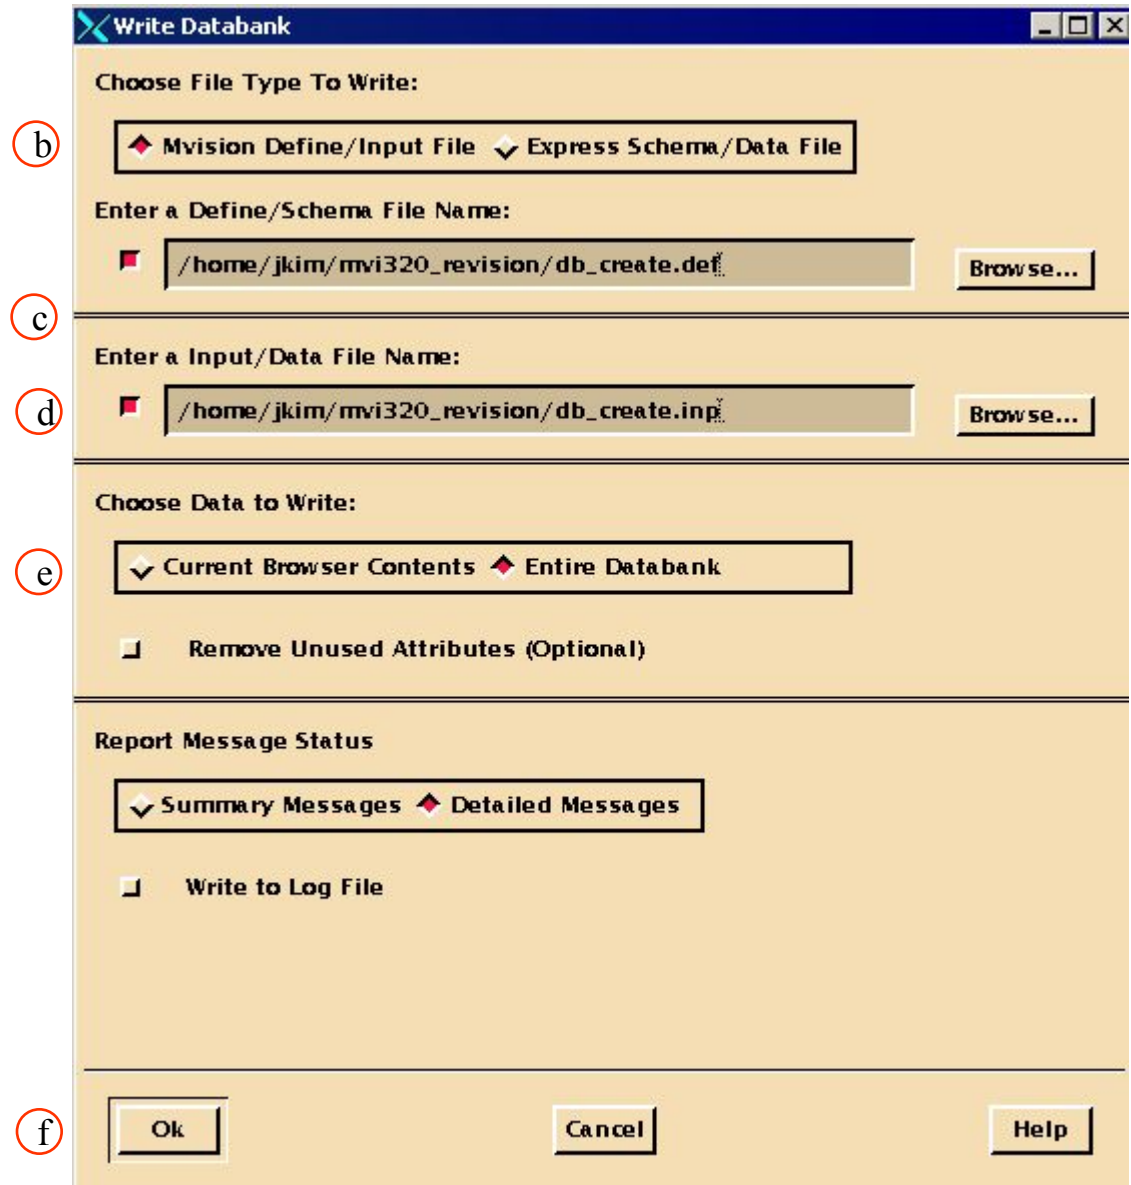 Write Databank
Choose File Type To Write:
b
Mvision Define/Input File Express Schema/Data File
Enter a Define/Schema File Name:
/home/jkim/mvi320_revision/db_create.def
Browse...
c
Enter a Input/Data File Name:
d
/home/jkim/mvi320_revision/db_create.inp
Browse...
Choose Data to Write:
e
Current Browser Contents Entire Databank
Remove Unused Attributes (Optional)
Report Message Status
Summary Messages Detailed Messages
Write to Log File
f
Ok Cancel Help